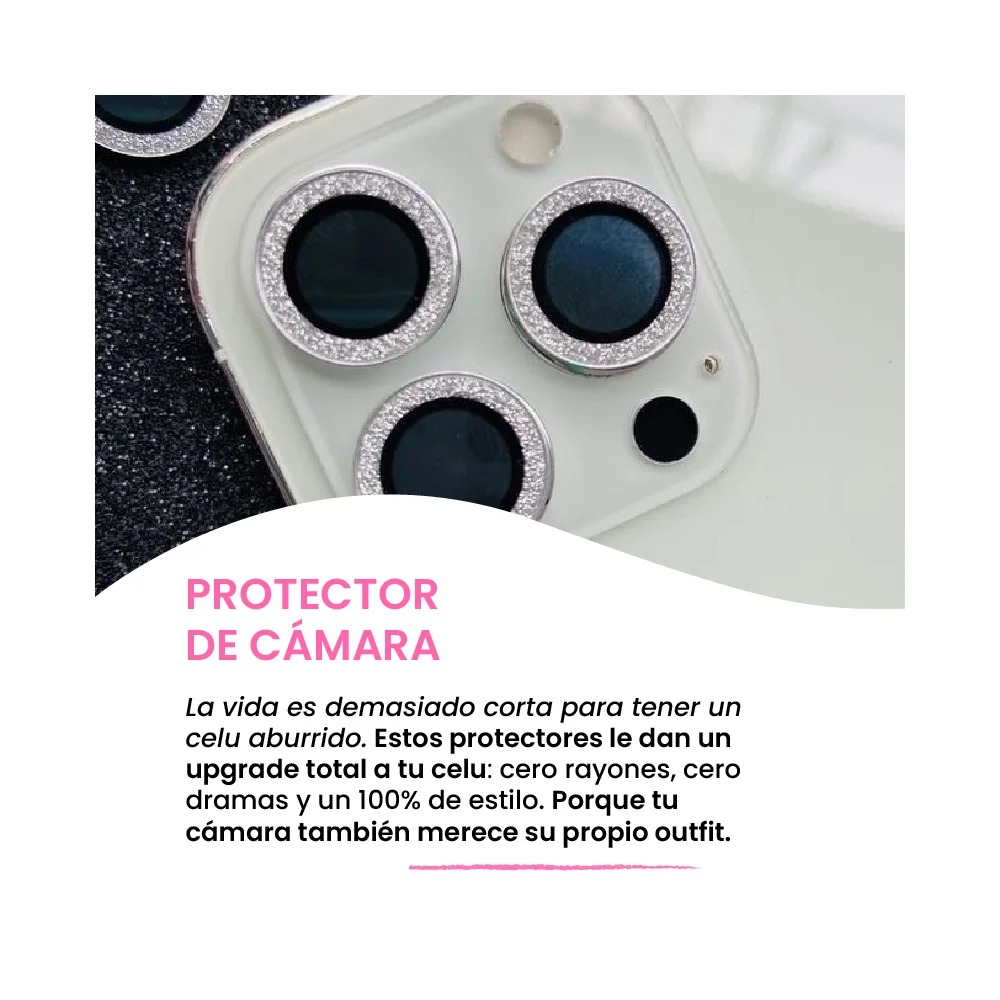 PROTECTOR
DE CÁMARA
La vida es demasiado corta para tener un
celu aburrido. Estos protectores le dan un
upgrade total a tu celu: cero rayones, cero
dramas y un 100% de estilo. Porque tu
cámara también merece su propio outfit.